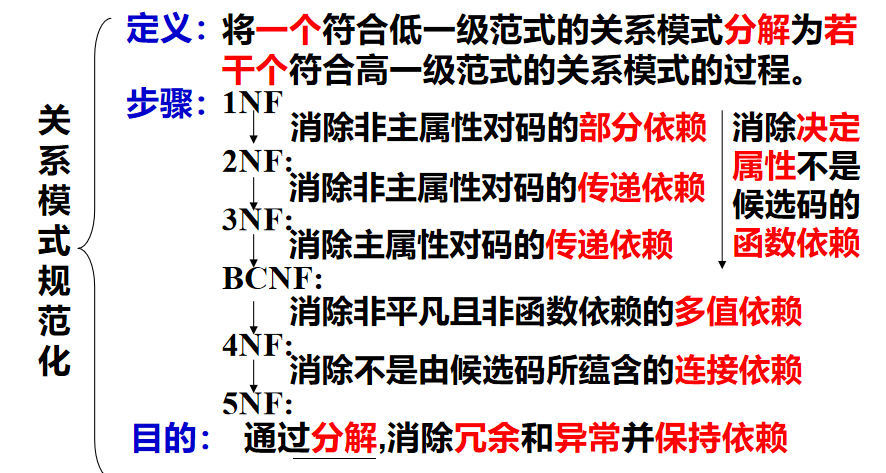 关系模式规范化
定义：将一个符合低一级范式的关系模式分解为若
干个符合高一级范式的关系模式的过程。
步骤：1NF
消除非主属性对码的部分依赖
2NF:
消除非主属性对码的传递依赖
3NF:
消除主属性对码的传递依赖
BCNF:
消除非平凡且非函数依赖的多值依赖
4NF:
消除不是由候选码所蕴含的连接依赖
5NF:
消除决定
属性不是
候选码的
函数依赖
目的： 通过分解,消除冗余和异常并保持依赖